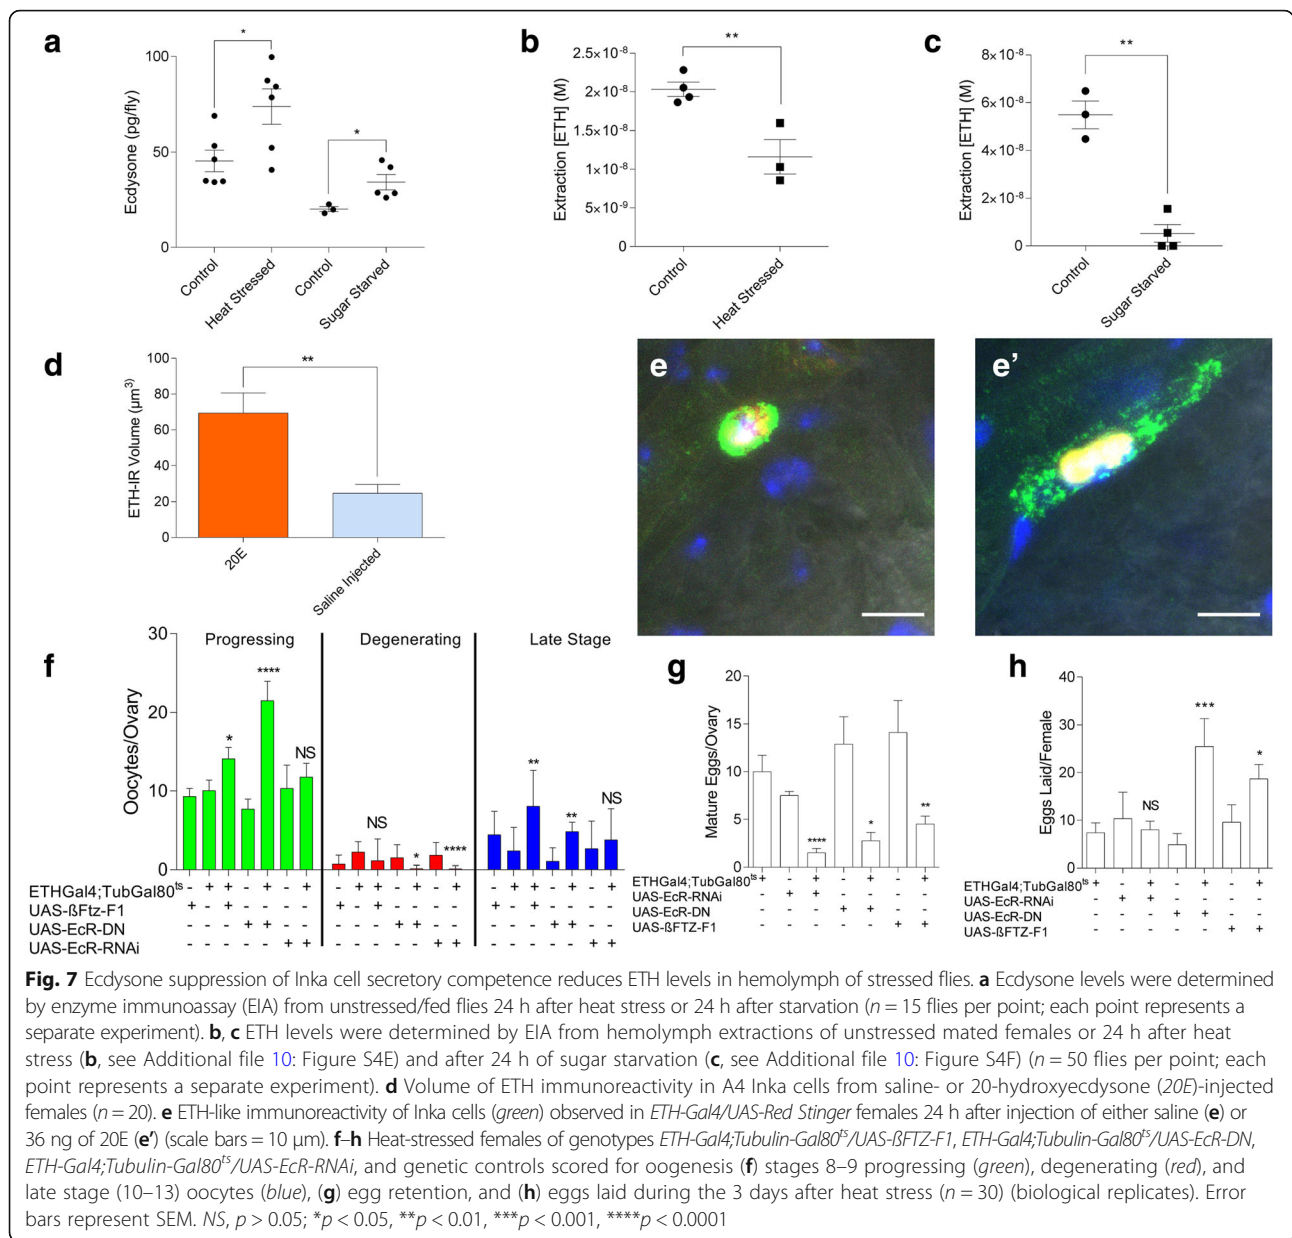 a
Ecdysone (pg/fly)
100
50
0
*
*
Control
Heat Stressed
Control
Sugar Starved
b
Extraction [ETH] (M)
2×10⁻⁸
2.5×10⁻⁸
1.5×10⁻⁸
1×10⁻⁸
5×10⁻⁹
0
**
Control
Heat Stressed
c
Extraction [ETH] (M)
8×10⁻⁸
6×10⁻⁸
4×10⁻⁸
2×10⁻⁸
0
**
Control
Sugar Starved
d
ETH-IR Volume (µm³)
100
80
60
40
20
0
**
20E
Saline Injected
e
e'
f
Oocytes/Ovary
30
20
10
0
Progressing
Degenerating
Late Stage
* **** NS
NS * ****
** ** NS
ETHGal4;TubGal80ᵗˢ - + + - + - + - + + - + - + - + + - + - +
UAS-ßFtz-F1 + - + - - - - + - + - - - - + - + - - - -
UAS-EcR-DN - - - + + - - - - - + + - - - - - + + - -
UAS-EcR-RNAi - - - - - + + - - - - - + + - - - - - + +
g
Mature Eggs/Ovary
20
15
10
5
0
**** * **
ETHGal4;TubGal80ᵗˢ + - + - + - +
UAS-EcR-RNAi - + + - - - -
UAS-EcR-DN - - - + + - -
UAS-ßFTZ-F1 - - - - - + +
h
Eggs Laid/Female
40
30
20
10
0
NS *** *
ETHGal4;TubGal80ᵗˢ + - + - + - +
UAS-EcR-RNAi - + + - - - -
UAS-EcR-DN - - - + + - -
UAS-ßFTZ-F1 - - - - - + +
Fig. 7 Ecdysone suppression of Inka cell secretory competence reduces ETH levels in hemolymph of stressed flies. a Ecdysone levels were determined
by enzyme immunoassay (EIA) from unstressed/fed flies 24 h after heat stress or 24 h after starvation (n = 15 flies per point; each point represents a
separate experiment). b, c ETH levels were determined by EIA from hemolymph extractions of unstressed mated females or 24 h after heat
stress (b, see Additional file 10: Figure S4E) and after 24 h of sugar starvation (c, see Additional file 10: Figure S4F) (n = 50 flies per point; each
point represents a separate experiment). d Volume of ETH immunoreactivity in A4 Inka cells from saline- or 20-hydroxyecdysone (20E)-injected
females (n = 20). e ETH-like immunoreactivity of Inka cells (green) observed in ETH-Gal4/UAS-Red Stinger females 24 h after injection of either saline (e) or
36 ng of 20E (e') (scale bars = 10 µm). f–h Heat-stressed females of genotypes ETH-Gal4;Tubulin-Gal80ᵗˢ/UAS-ßFTZ-F1, ETH-Gal4;Tubulin-Gal80ᵗˢ/UAS-EcR-DN,
ETH-Gal4;Tubulin-Gal80ᵗˢ/UAS-EcR-RNAi, and genetic controls scored for oogenesis (f) stages 8–9 progressing (green), degenerating (red), and
late stage (10–13) oocytes (blue), (g) egg retention, and (h) eggs laid during the 3 days after heat stress (n = 30) (biological replicates). Error
bars represent SEM. NS, p > 0.05; *p < 0.05, **p < 0.01, ***p < 0.001, ****p < 0.0001